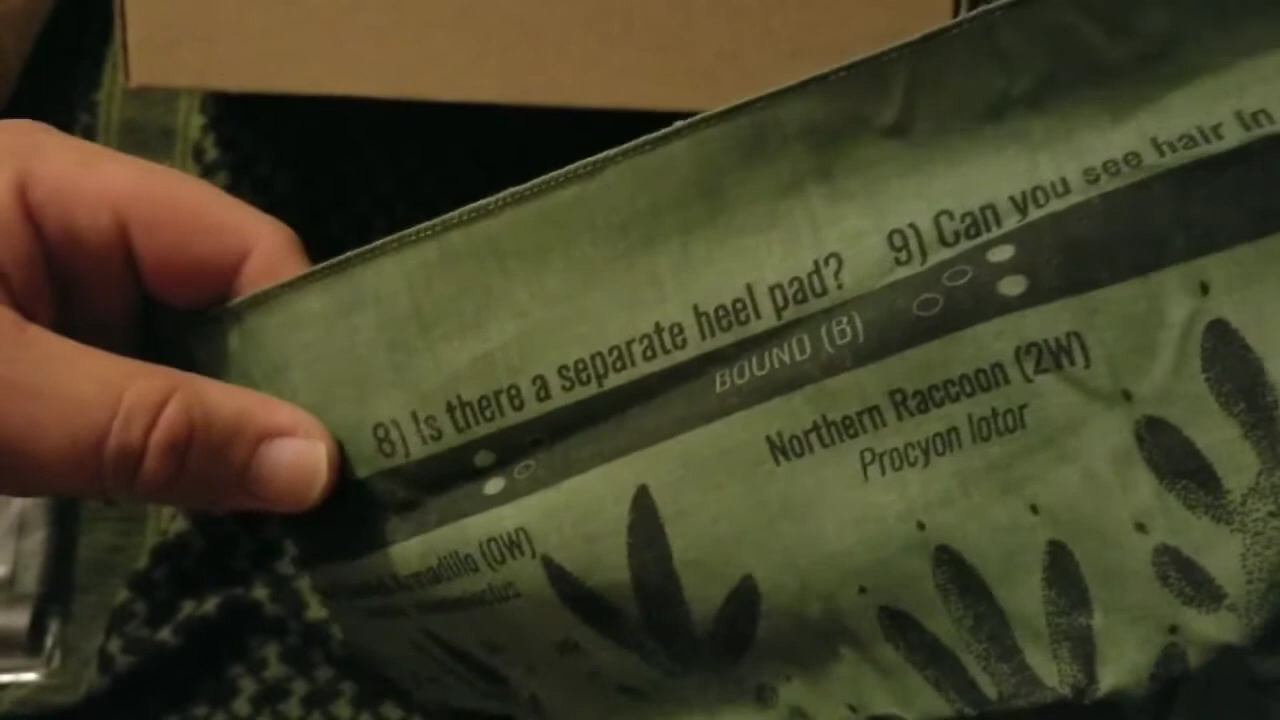 8) Is there a separate heel pad? 9) Can you see hair in
BOUND (B)
Northern Raccoon (2W)
Procyon lotor
Armadillo (0W)